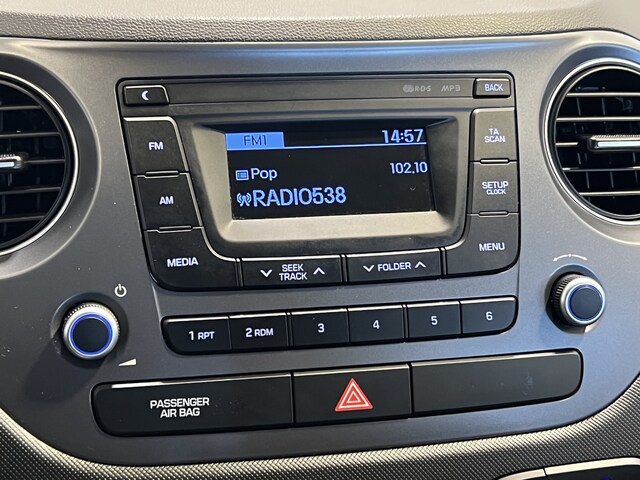 RDS MP3
BACK
FM1 14:57
Pop 102,10
RADIO538
FM
AM
MEDIA
TA
SCAN
SETUP
CLOCK
MENU
SEEK
TRACK
FOLDER
1 RPT
2 RDM
3
4
5
6
PASSENGER
AIR BAG